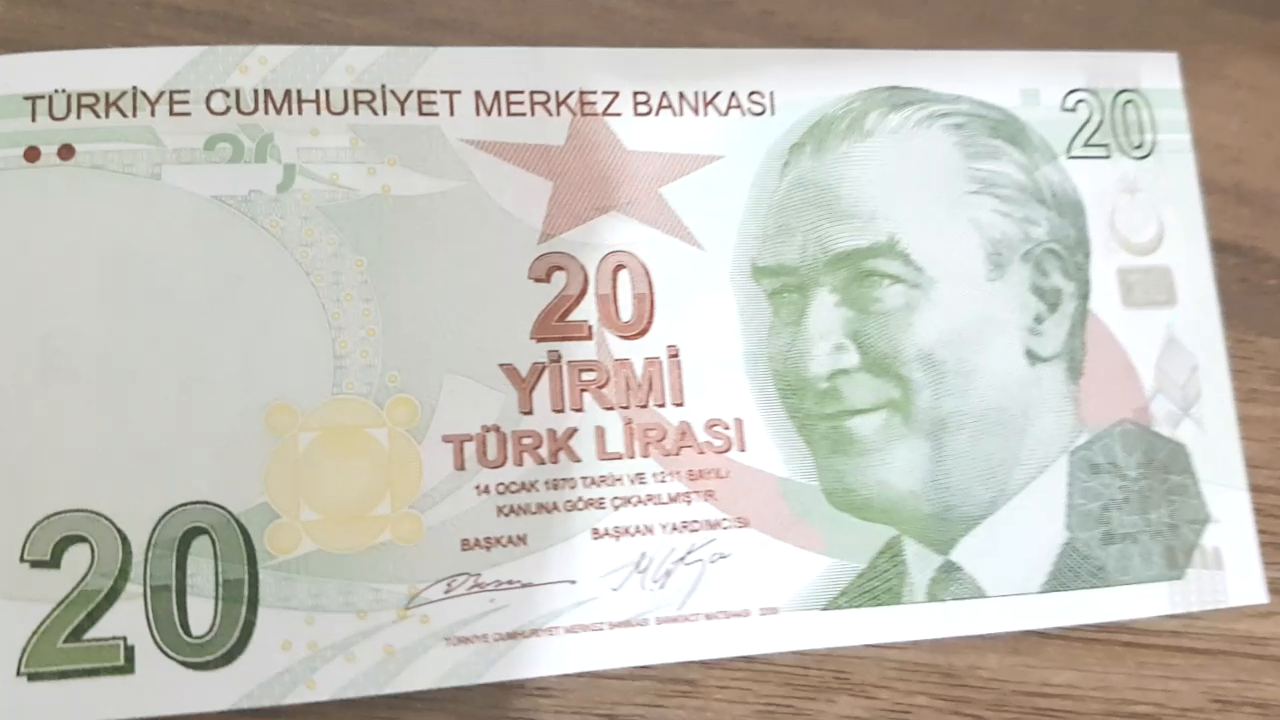 TÜRKİYE CUMHURİYET MERKEZ BANKASI
20
20
20
YİRMİ
TÜRK LİRASI
14 OCAK 1970 TARİH VE 1211 SAYILI
KANUNA GÖRE ÇIKARILMIŞTIR
BAŞKAN
BAŞKAN YARDIMCISI
20
TÜRKİYE CUMHURİYET MERKEZ BANKASI BANKNOT MATBAASI